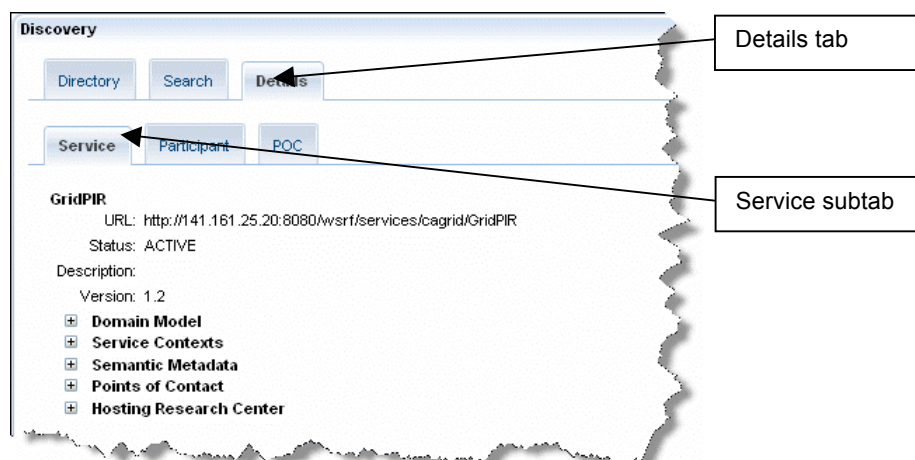 Discovery
Details tab
Directory Search Details
Service Participant POC
GridPIR
Service subtab
URL: http://141.161.25.20:8080/wsrf/services/cagrid/GridPIR
Status: ACTIVE
Description:
Version: 1.2
Domain Model
Service Contexts
Semantic Metadata
Points of Contact
Hosting Research Center